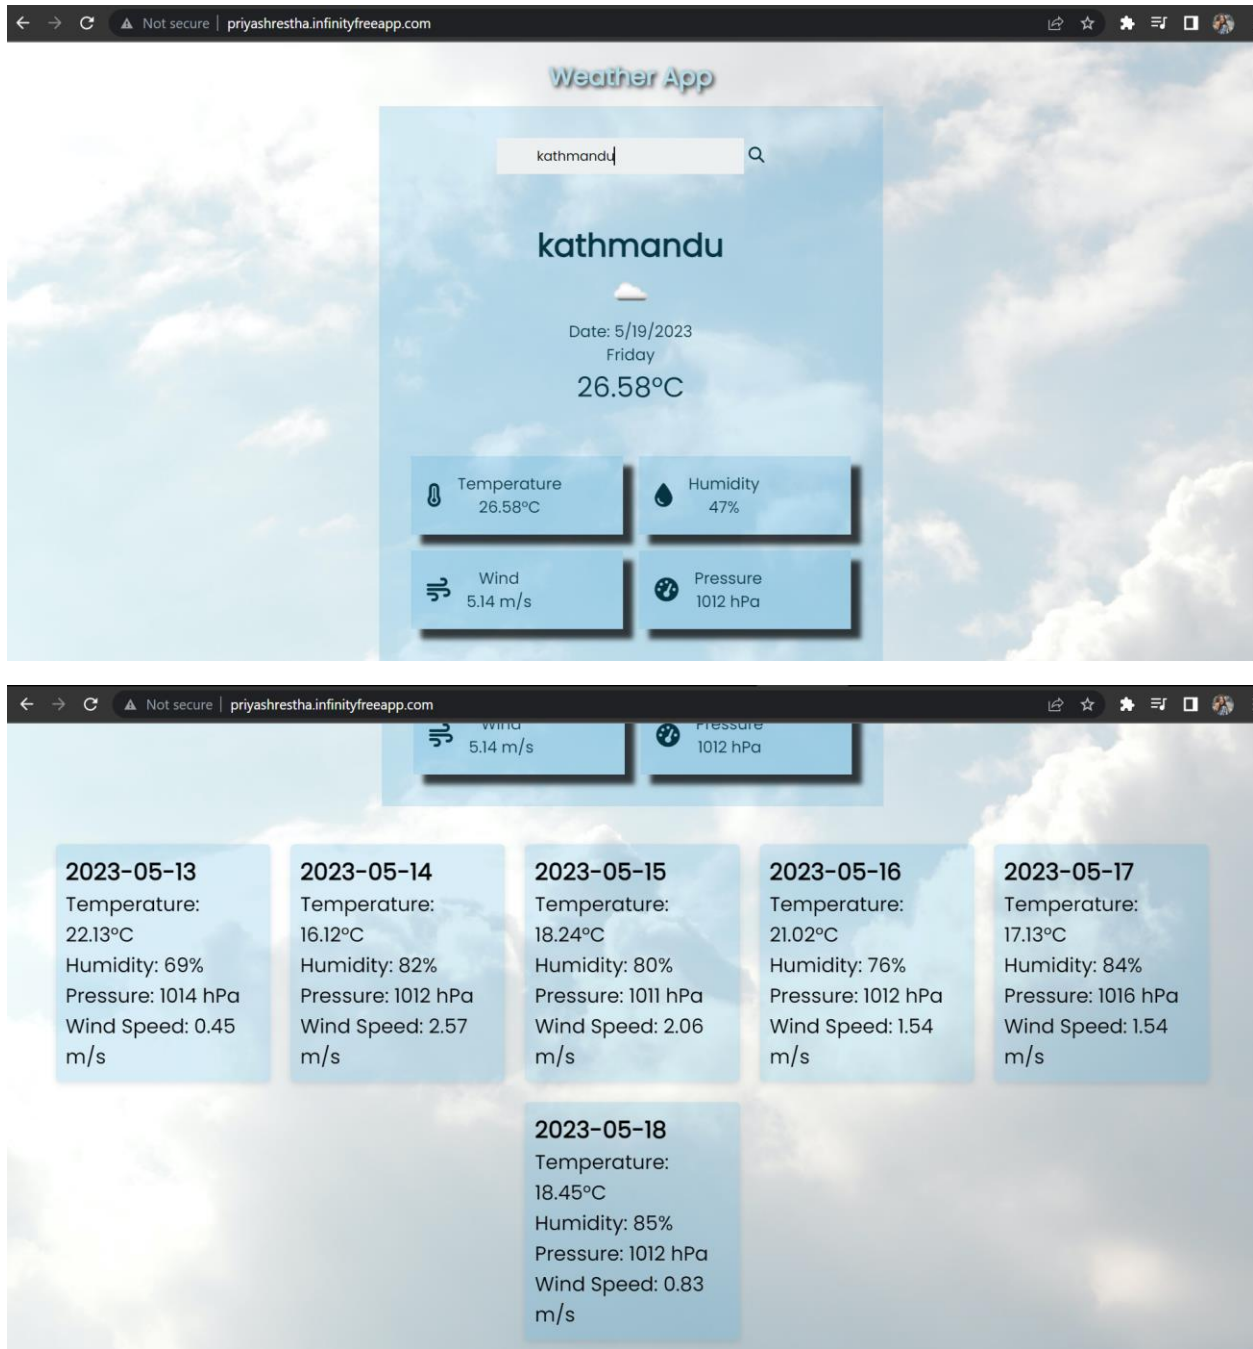 Not secure | priyashrestha.infinityfreeapp.com
Weather App
kathmandu
kathmandu
Date: 5/19/2023
Friday
26.58°C
Temperature
26.58°C
Humidity
47%
Wind
5.14 m/s
Pressure
1012 hPa
Not secure | priyashrestha.infinityfreeapp.com
Wind
5.14 m/s
Pressure
1012 hPa
2023-05-13
Temperature:
22.13°C
Humidity: 69%
Pressure: 1014 hPa
Wind Speed: 0.45
m/s
2023-05-14
Temperature:
16.12°C
Humidity: 82%
Pressure: 1012 hPa
Wind Speed: 2.57
m/s
2023-05-15
Temperature:
18.24°C
Humidity: 80%
Pressure: 1011 hPa
Wind Speed: 2.06
m/s
2023-05-16
Temperature:
21.02°C
Humidity: 76%
Pressure: 1012 hPa
Wind Speed: 1.54
m/s
2023-05-17
Temperature:
17.13°C
Humidity: 84%
Pressure: 1016 hPa
Wind Speed: 1.54
m/s
2023-05-18
Temperature:
18.45°C
Humidity: 85%
Pressure: 1012 hPa
Wind Speed: 0.83
m/s